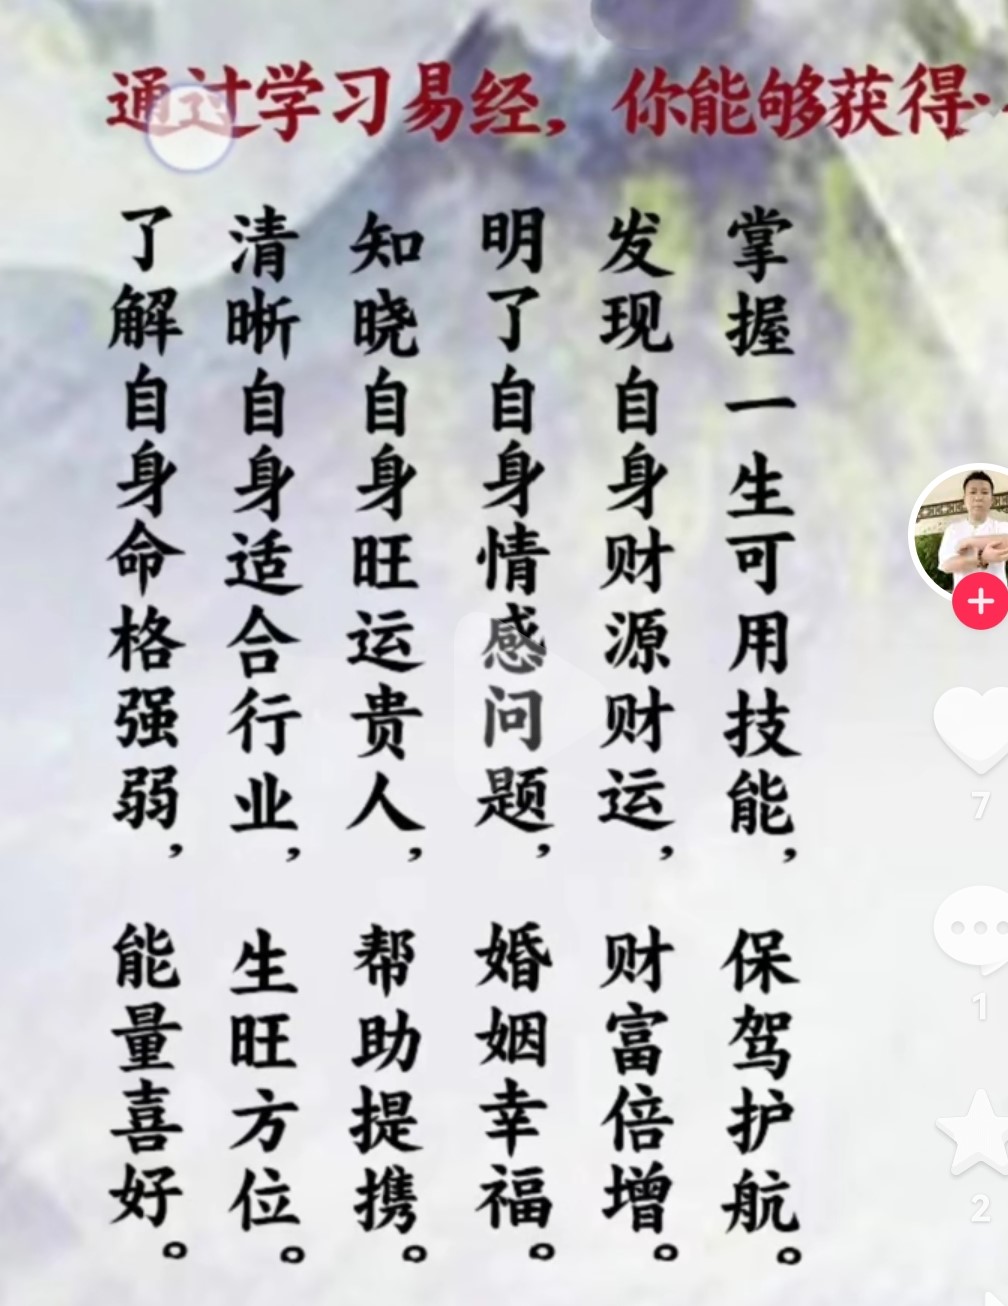 通过学习易经，你能够获得…
了解自身命格强弱，能量喜好。
清晰自身适合行业，生旺方位。
知晓自身旺运贵人，帮助提携。
明了自身情感问题，婚姻幸福。
发现自身财源财运，财富倍增。
掌握一生可用技能，保驾护航。
7
1
2